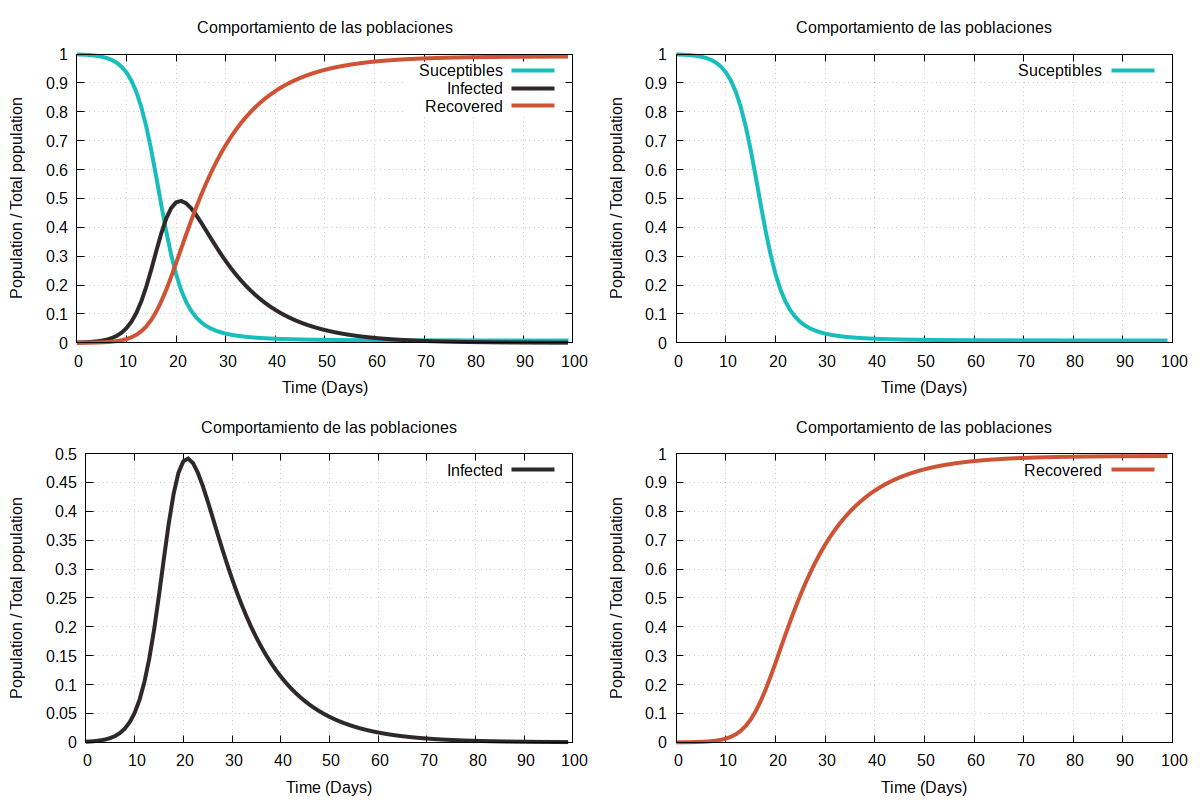 Comportamiento de las poblaciones
1
0.9
0.8
0.7
0.6
0.5
0.4
0.3
0.2
0.1
0
Population / Total population
Suceptibles
Infected
Recovered
0 10 20 30 40 50 60 70 80 90 100
Time (Days)
Comportamiento de las poblaciones
1
0.9
0.8
0.7
0.6
0.5
0.4
0.3
0.2
0.1
0
Population / Total population
Suceptibles
0 10 20 30 40 50 60 70 80 90 100
Time (Days)
Comportamiento de las poblaciones
0.5
0.45
0.4
0.35
0.3
0.25
0.2
0.15
0.1
0.05
0
Population / Total population
Infected
0 10 20 30 40 50 60 70 80 90 100
Time (Days)
Comportamiento de las poblaciones
1
0.9
0.8
0.7
0.6
0.5
0.4
0.3
0.2
0.1
0
Population / Total population
Recovered
0 10 20 30 40 50 60 70 80 90 100
Time (Days)